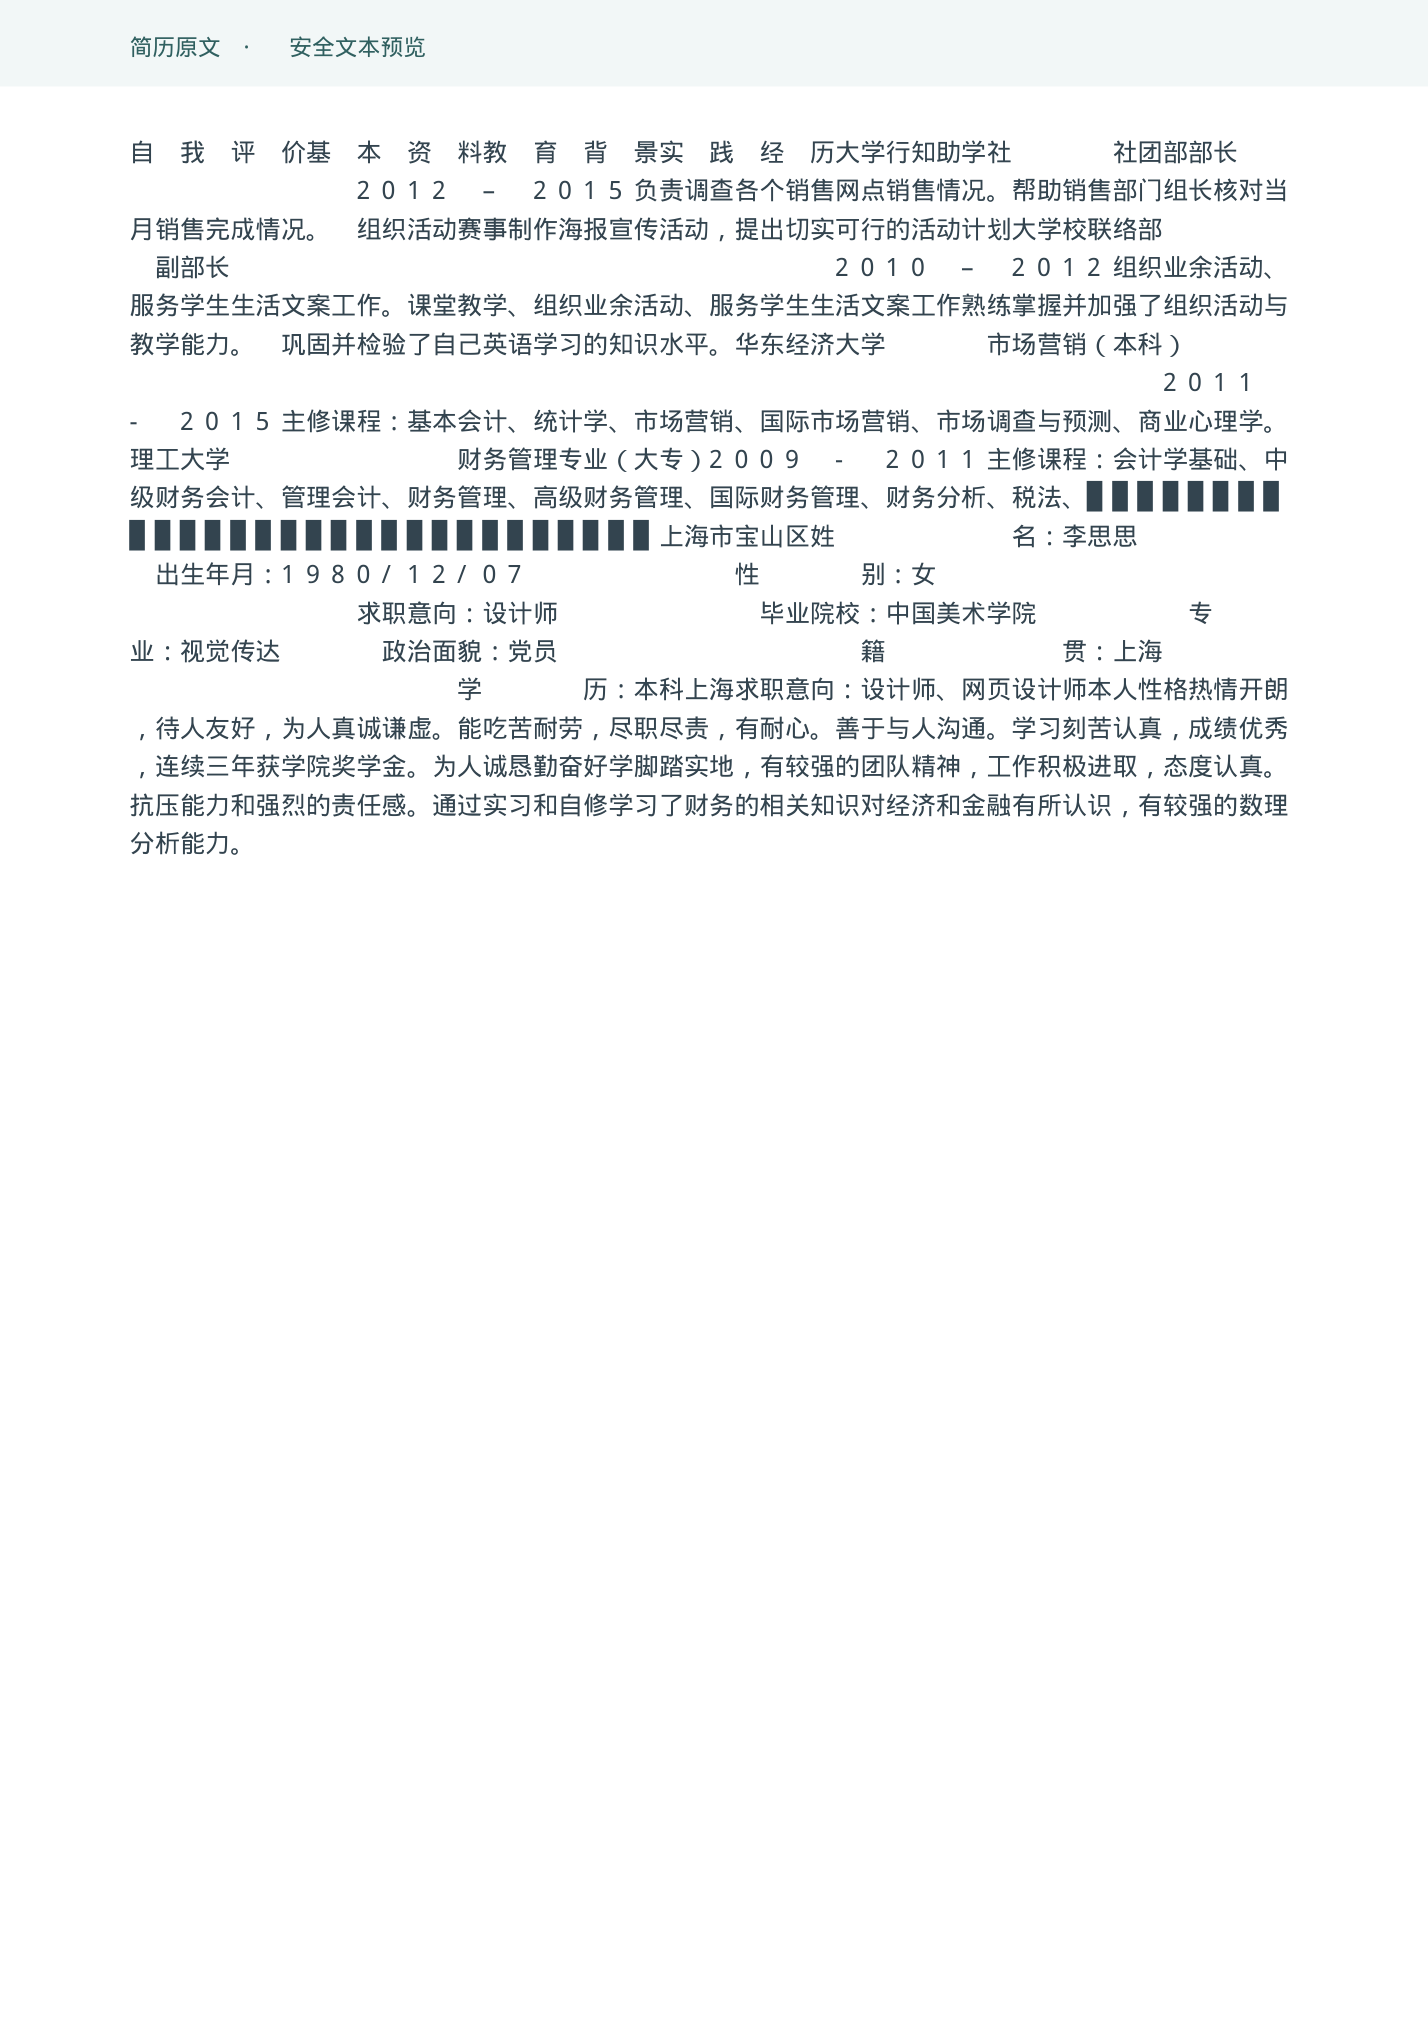 简历原文 · 安全文本预览
自 我 评 价基 本 资 料教 育 背 景实 践 经 历大学行知助学社 社团部部长
2012 – 2015负责调查各个销售网点销售情况。帮助销售部门组长核对当
月销售完成情况。 组织活动赛事制作海报宣传活动，提出切实可行的活动计划大学校联络部
副部长 2010 – 2012组织业余活动、
服务学生生活文案工作。课堂教学、组织业余活动、服务学生生活文案工作熟练掌握并加强了组织活动与
教学能力。 巩固并检验了自己英语学习的知识水平。华东经济大学 市场营销（本科）
2011
- 2015主修课程：基本会计、统计学、市场营销、国际市场营销、市场调查与预测、商业心理学。
理工大学 财务管理专业（大专）2009 - 2011主修课程：会计学基础、中
级财务会计、管理会计、财务管理、高级财务管理、国际财务管理、财务分析、税法、████████
█████████████████████上海市宝山区姓 名：李思思
出生年月：1980/12/07 性 别：女
求职意向：设计师 毕业院校：中国美术学院 专
业：视觉传达 政治面貌：党员 籍 贯：上海
学 历：本科上海求职意向：设计师、网页设计师本人性格热情开朗
，待人友好，为人真诚谦虚。能吃苦耐劳，尽职尽责，有耐心。善于与人沟通。学习刻苦认真，成绩优秀
，连续三年获学院奖学金。为人诚恳勤奋好学脚踏实地，有较强的团队精神，工作积极进取，态度认真。
抗压能力和强烈的责任感。通过实习和自修学习了财务的相关知识对经济和金融有所认识，有较强的数理
分析能力。